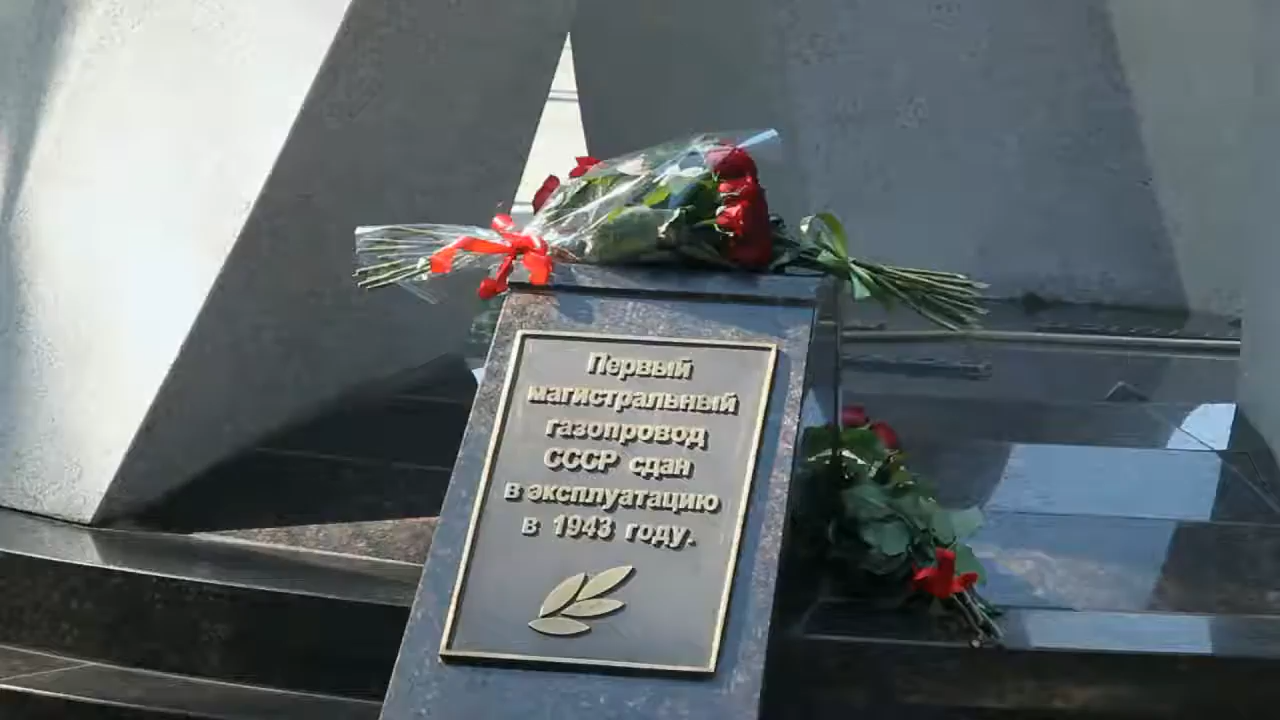 Первый
магистральный
газопровод
СССР сдан
в эксплуатацию
в 1943 году.